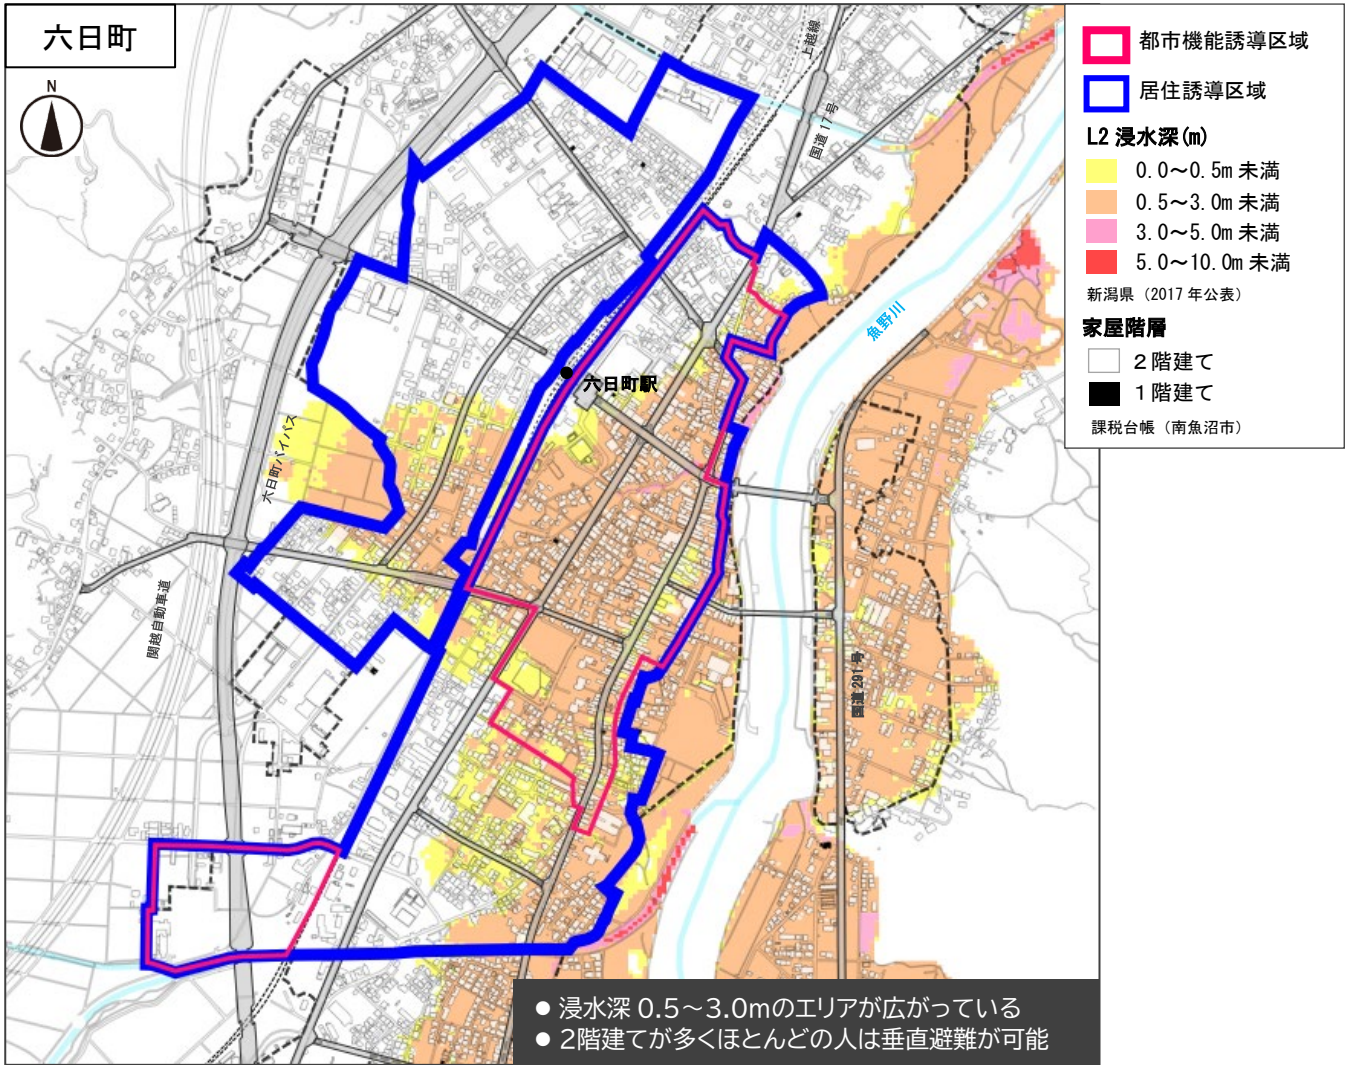 六日町
N
上越線
国道 17 号
魚野川
六日町駅
六日町バイパス
関越自動車道
国道 291 号
都市機能誘導区域
居住誘導区域
L2 浸水深(m)
0.0～0.5m 未満
0.5～3.0m 未満
3.0～5.0m 未満
5.0～10.0m 未満
新潟県（2017 年公表）
家屋階層
２階建て
１階建て
課税台帳（南魚沼市）
● 浸水深 0.5～3.0mのエリアが広がっている
● 2階建てが多くほとんどの人は垂直避難が可能